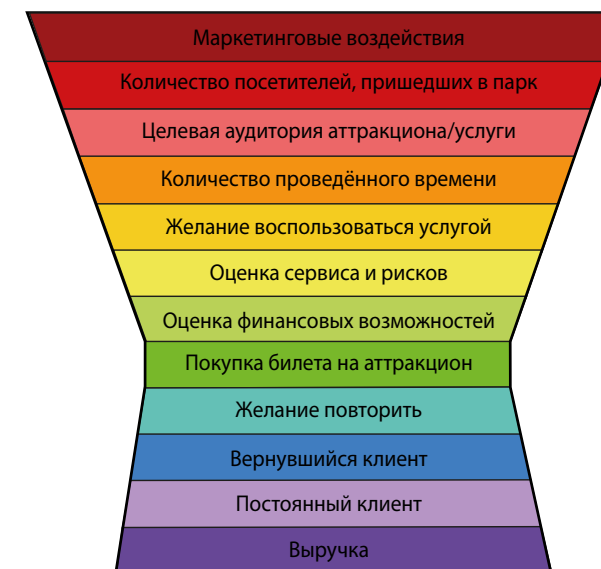 Маркетинговые воздействия
Количество посетителей, пришедших в парк
Целевая аудитория аттракциона/услуги
Количество проведённого времени
Желание воспользоваться услугой
Оценка сервиса и рисков
Оценка финансовых возможностей
Покупка билета на аттракцион
Желание повторить
Вернувшийся клиент
Постоянный клиент
Выручка